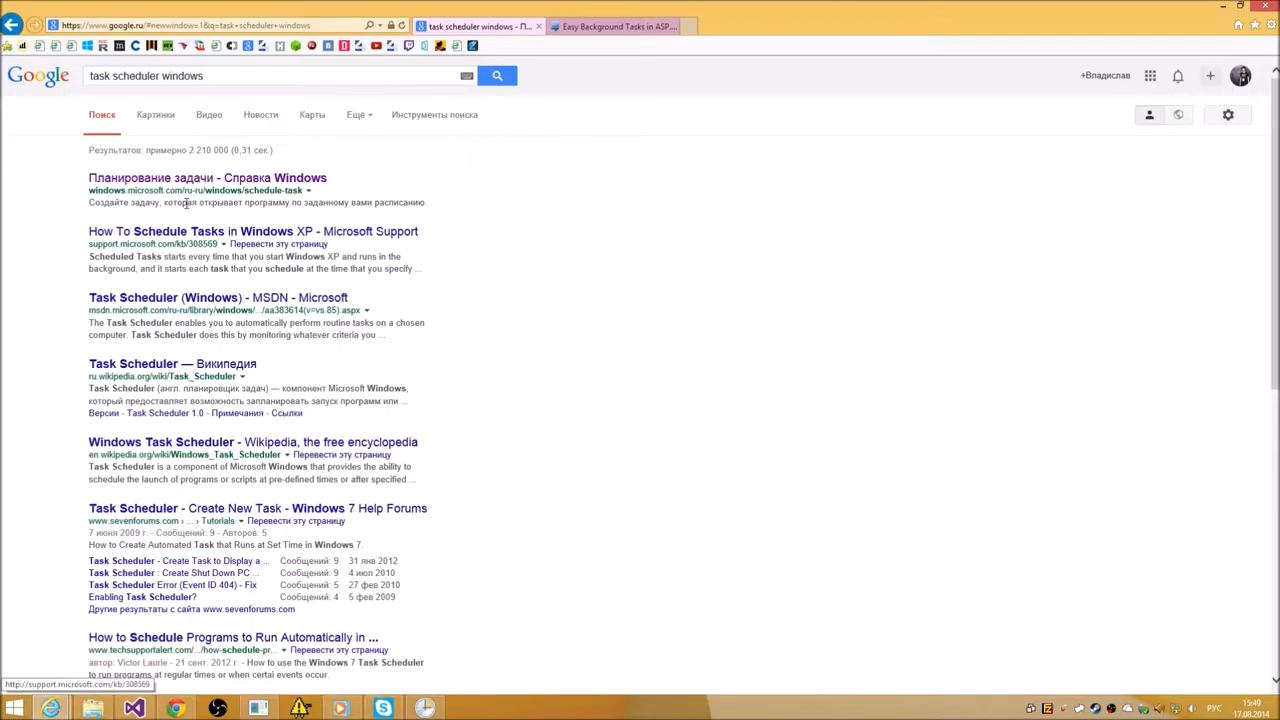 https://www.google.ru/#newwindow=1&q=task+scheduler+windows
task scheduler windows - П...
Easy Background Tasks in ASP....
Google
task scheduler windows
+Владислав
Поиск
Картинки
Видео
Новости
Карты
Ещё
Инструменты поиска
Результатов: примерно 2 210 000 (0,31 сек.)
Планирование задачи - Справка Windows
windows.microsoft.com/ru-ru/windows/schedule-task
Создайте задачу, которая открывает программу по заданному вами расписанию.
How To Schedule Tasks in Windows XP - Microsoft Support
support.microsoft.com/kb/308569 Перевести эту страницу
Scheduled Tasks starts every time that you start Windows XP and runs in the
background, and it starts each task that you schedule at the time that you specify ...
Task Scheduler (Windows) - MSDN - Microsoft
msdn.microsoft.com/ru-ru/library/windows/.../aa383614(v=vs.85).aspx
The Task Scheduler enables you to automatically perform routine tasks on a chosen
computer. Task Scheduler does this by monitoring whatever criteria you ...
Task Scheduler — Википедия
ru.wikipedia.org/wiki/Task_Scheduler
Task Scheduler (англ. планировщик задач) — компонент Microsoft Windows,
который предоставляет возможность запланировать запуск программ или ...
Версии - Task Scheduler 1.0 - Примечания - Ссылки
Windows Task Scheduler - Wikipedia, the free encyclopedia
en.wikipedia.org/wiki/Windows_Task_Scheduler Перевести эту страницу
Task Scheduler is a component of Microsoft Windows that provides the ability to
schedule the launch of programs or scripts at pre-defined times or after specified ...
Task Scheduler - Create New Task - Windows 7 Help Forums
www.sevenforums.com › ... › Tutorials Перевести эту страницу
7 июня 2009 г. - Сообщений: 9 - Авторов: 5
How to Create Automated Task that Runs at Set Time in Windows 7.
Task Scheduler - Create Task to Display a ... Сообщений: 9 31 янв 2012
Task Scheduler : Create Shut Down PC ... Сообщений: 9 4 июл 2010
Task Scheduler Error (Event ID 404) - Fix Сообщений: 5 27 фев 2010
Enabling Task Scheduler? Сообщений: 4 5 фев 2009
Другие результаты с сайта www.sevenforums.com
How to Schedule Programs to Run Automatically in ...
www.techsupportalert.com/.../how-schedule-pr... Перевести эту страницу
автор: Victor Laurie - 21 сент. 2012 г. - How to use the Windows 7 Task Scheduler
to run programs at regular times or when certal events occur.
http://support.microsoft.com/kb/308569
РУС
15:49
17.08.2014